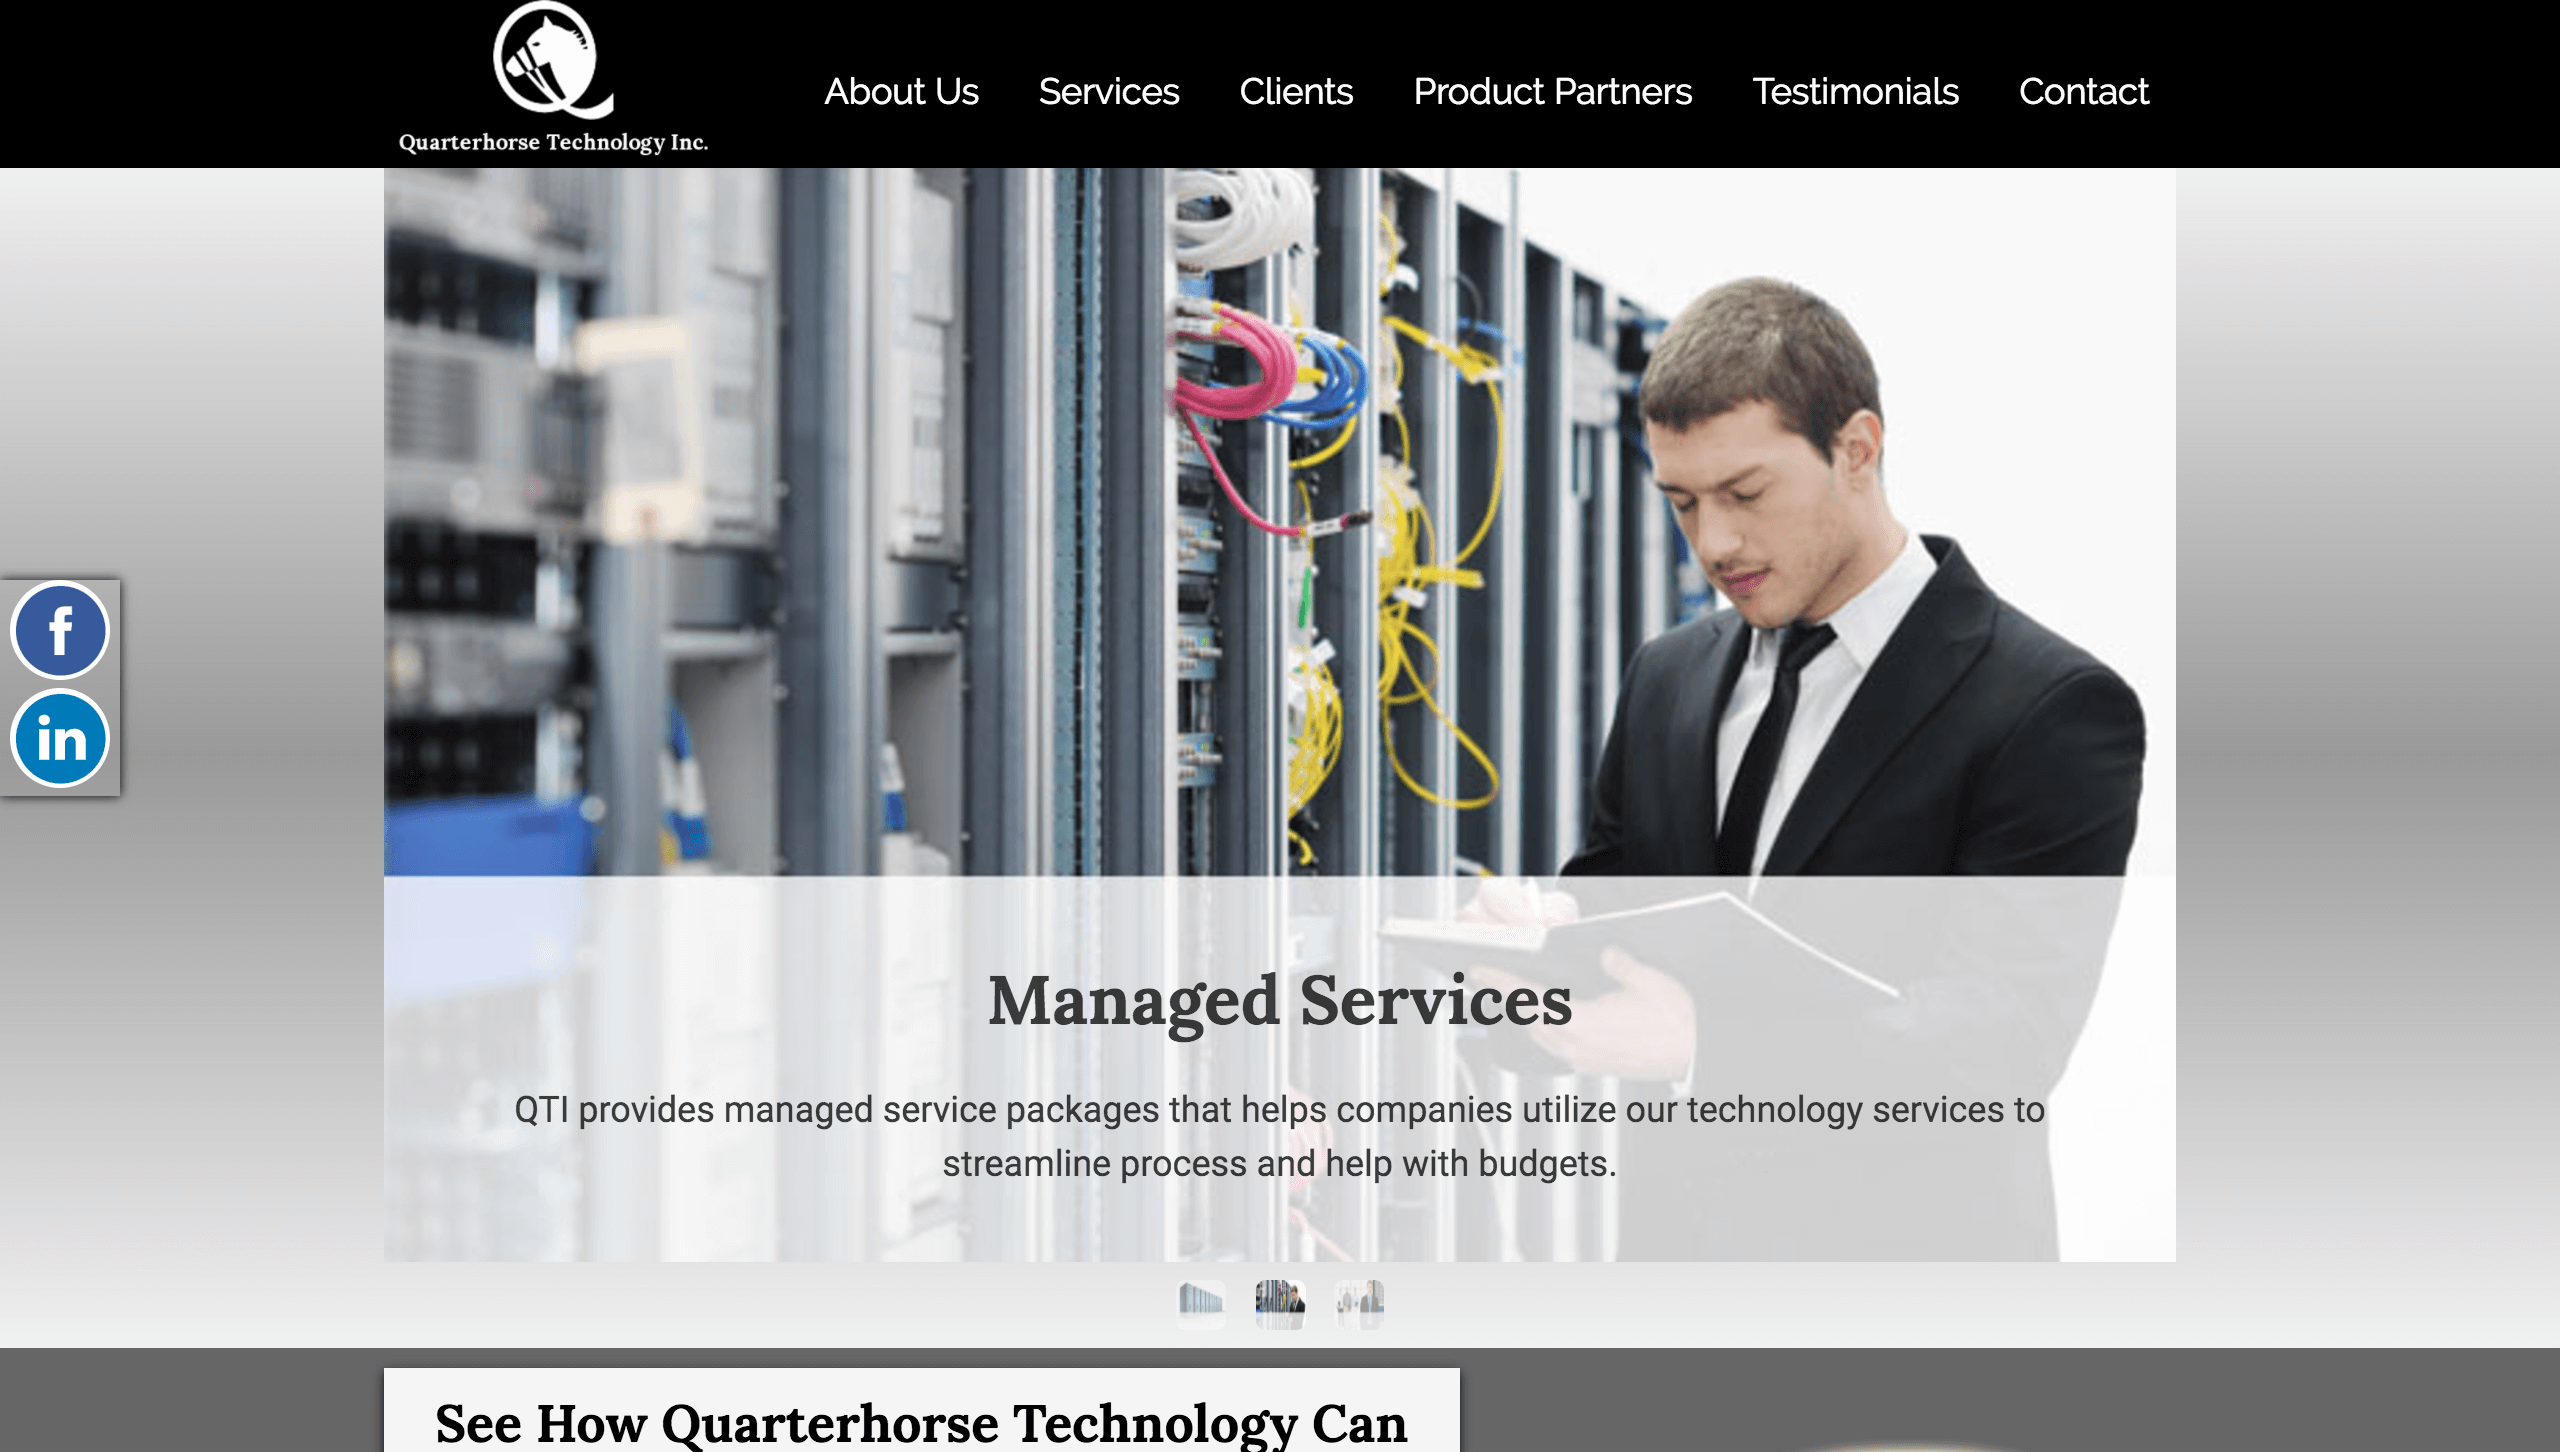 Quarterhorse Technology Inc.
About Us
Services
Clients
Product Partners
Testimonials
Contact
f
in
Managed Services
QTI provides managed service packages that helps companies utilize our technology services to
streamline process and help with budgets.
See How Quarterhorse Technology Can